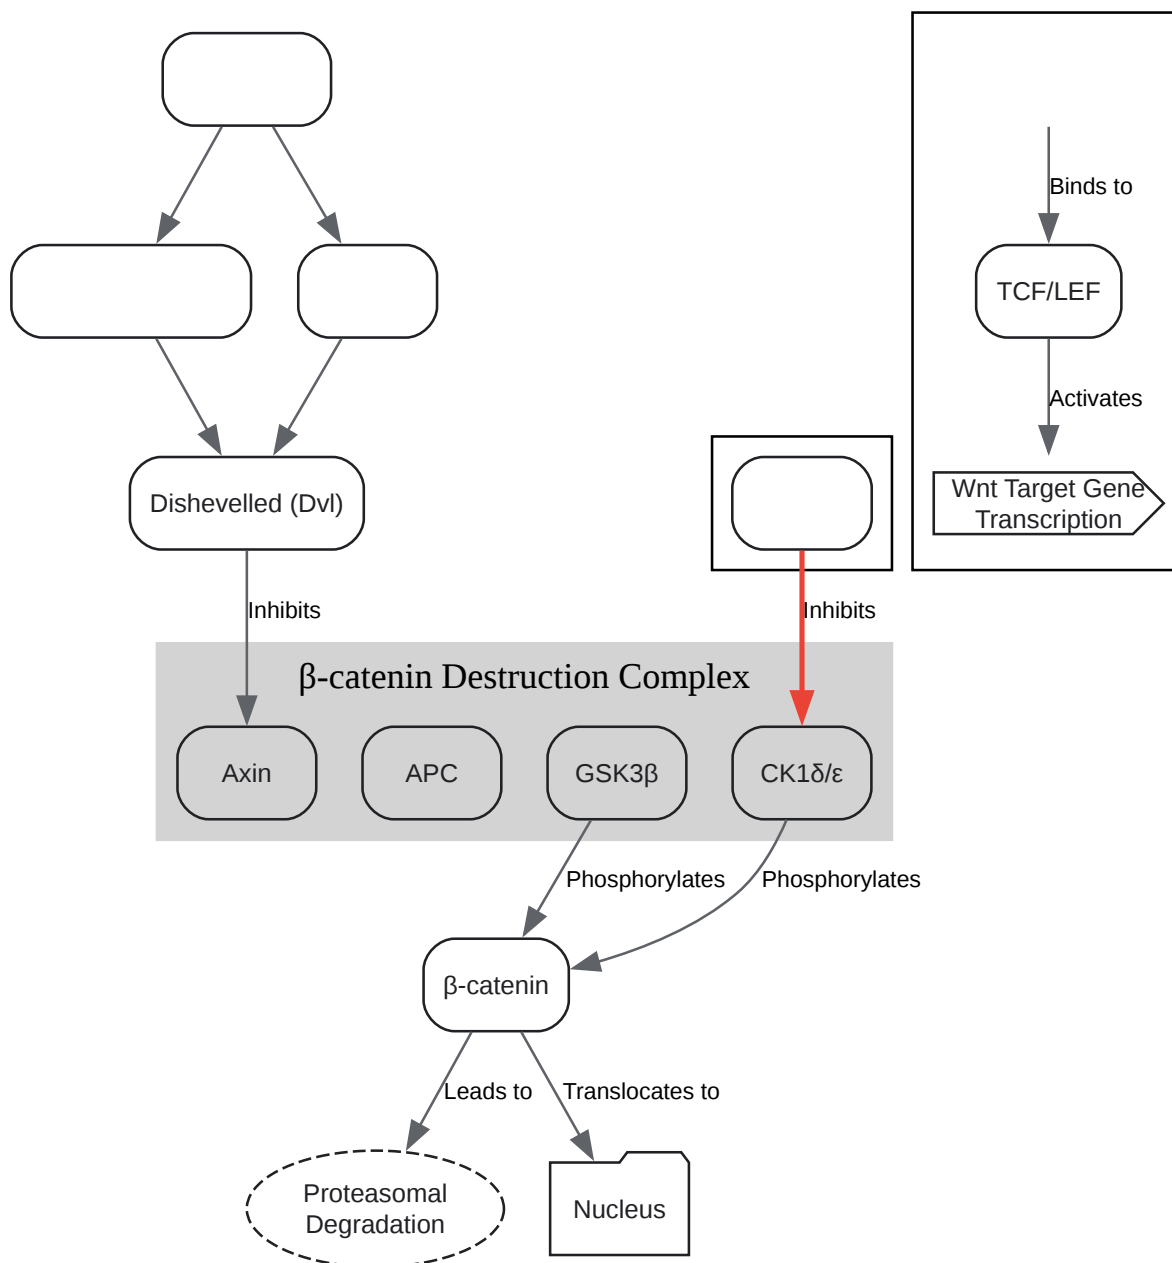 Binds to
TCF/LEF
Activates
Wnt Target Gene
Transcription
Dishevelled (Dvl)
Inhibits
Inhibits
β-catenin Destruction Complex
Axin
APC
GSK3β
CK1δ/ε
Phosphorylates
Phosphorylates
β-catenin
Leads to
Translocates to
Proteasomal
Degradation
Nucleus